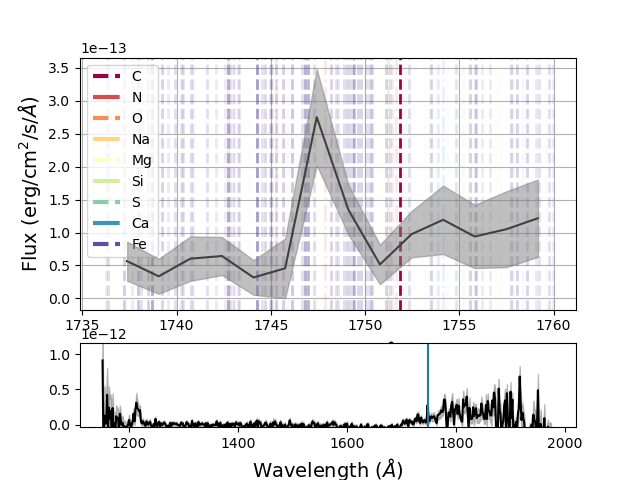 1e−13
3.5
3.0
2.5
2.0
1.5
1.0
0.5
0.0
Flux (erg/cm²/s/Å)
C
N
O
Na
Mg
Si
S
Ca
Fe
1735 1740 1745 1750 1755 1760
1e−12
1.0
0.5
0.0
1200 1400 1600 1800 2000
Wavelength (Å)